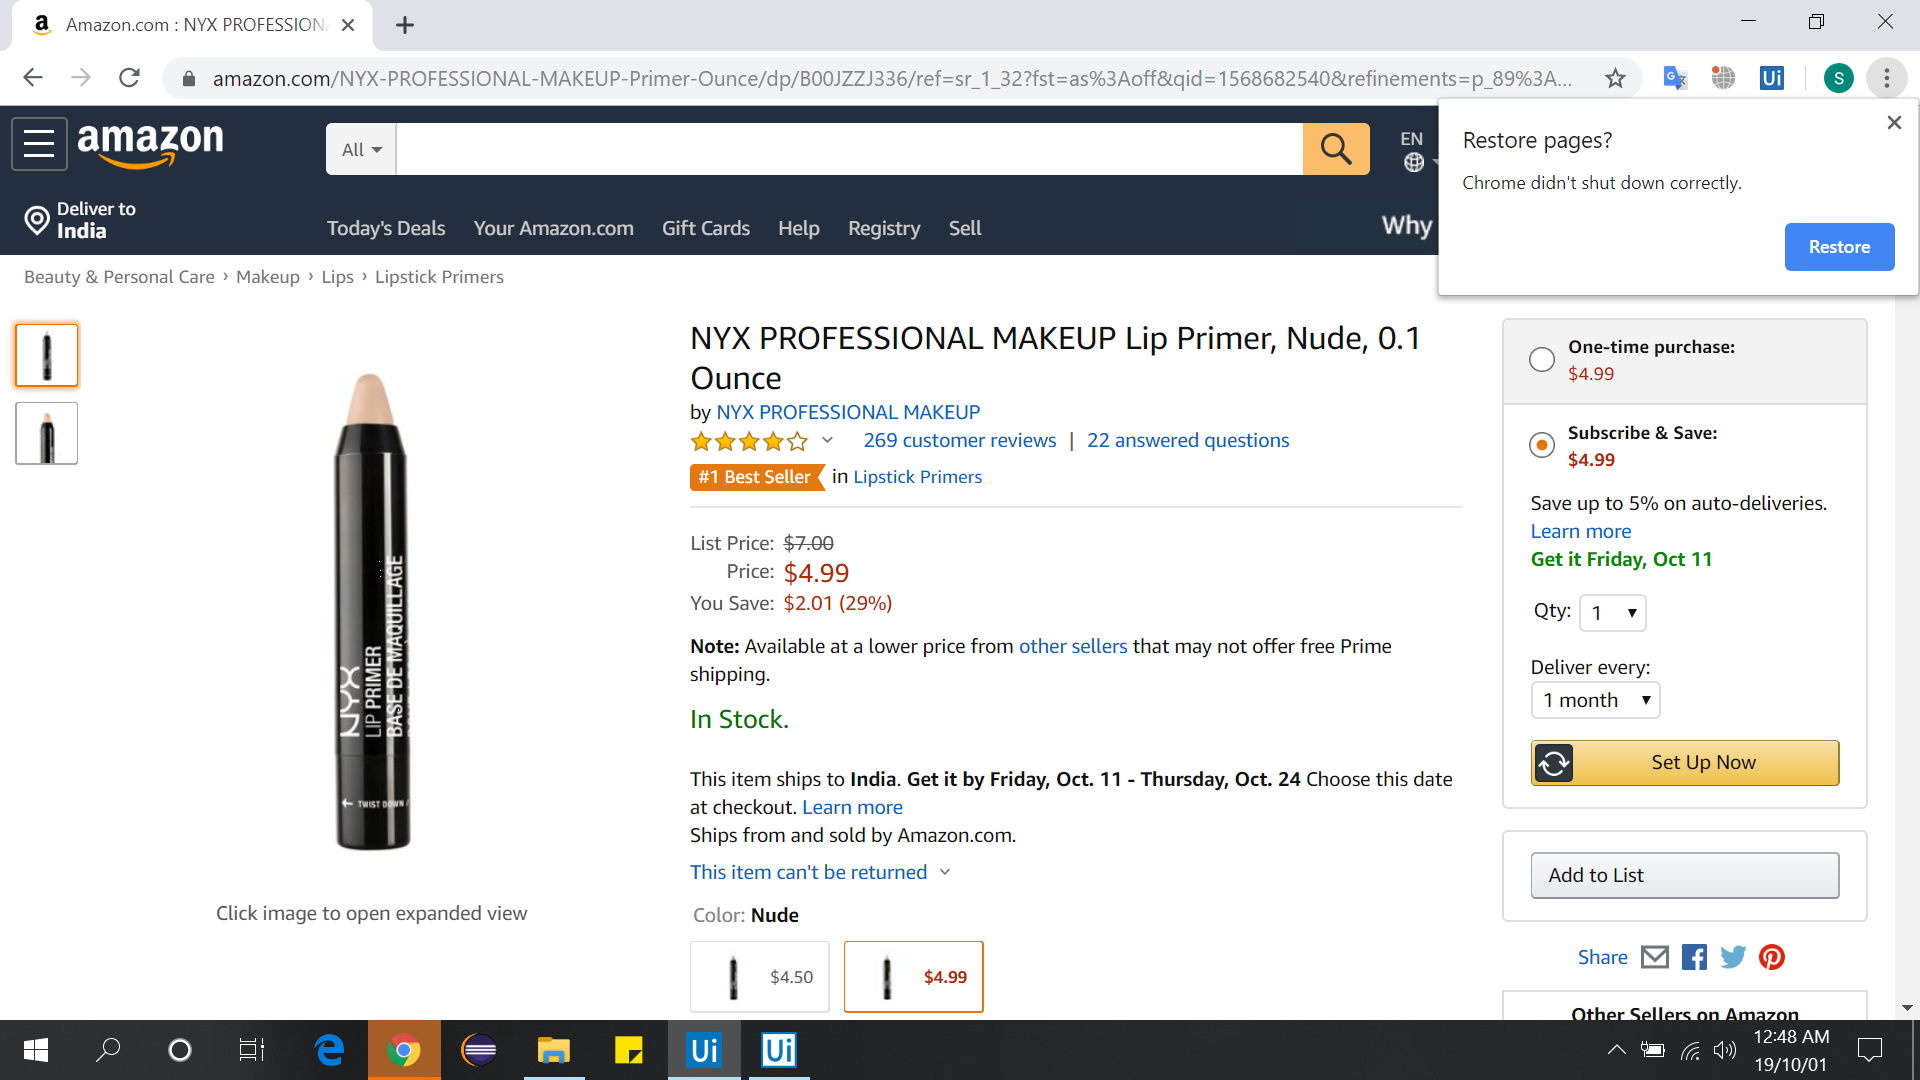 Amazon.com : NYX PROFESSION
amazon.com/NYX-PROFESSIONAL-MAKEUP-Primer-Ounce/dp/B00JZZJ336/ref=sr_1_32?fst=as%3Aoff&qid=1568682540&refinements=p_89%3A...
Ui
S
Restore pages?
Chrome didn't shut down correctly.
Restore
amazon
All
EN
Deliver to
India
Today's Deals
Your Amazon.com
Gift Cards
Help
Registry
Sell
Why
Beauty & Personal Care › Makeup › Lips › Lipstick Primers
NYX PROFESSIONAL MAKEUP Lip Primer, Nude, 0.1
Ounce
by NYX PROFESSIONAL MAKEUP
269 customer reviews | 22 answered questions
#1 Best Seller in Lipstick Primers
List Price: $7.00
Price: $4.99
You Save: $2.01 (29%)
Note: Available at a lower price from other sellers that may not offer free Prime
shipping.
In Stock.
This item ships to India. Get it by Friday, Oct. 11 - Thursday, Oct. 24 Choose this date
at checkout. Learn more
Ships from and sold by Amazon.com.
This item can't be returned
Color: Nude
$4.50
$4.99
NYX
LIP PRIMER
BASE DE MAQUILLAGE
TWIST DOWN
Click image to open expanded view
One-time purchase:
$4.99
Subscribe & Save:
$4.99
Save up to 5% on auto-deliveries.
Learn more
Get it Friday, Oct 11
Qty: 1
Deliver every:
1 month
Set Up Now
Add to List
Share
Other Sellers on Amazon
Ui
Ui
12:48 AM
19/10/01